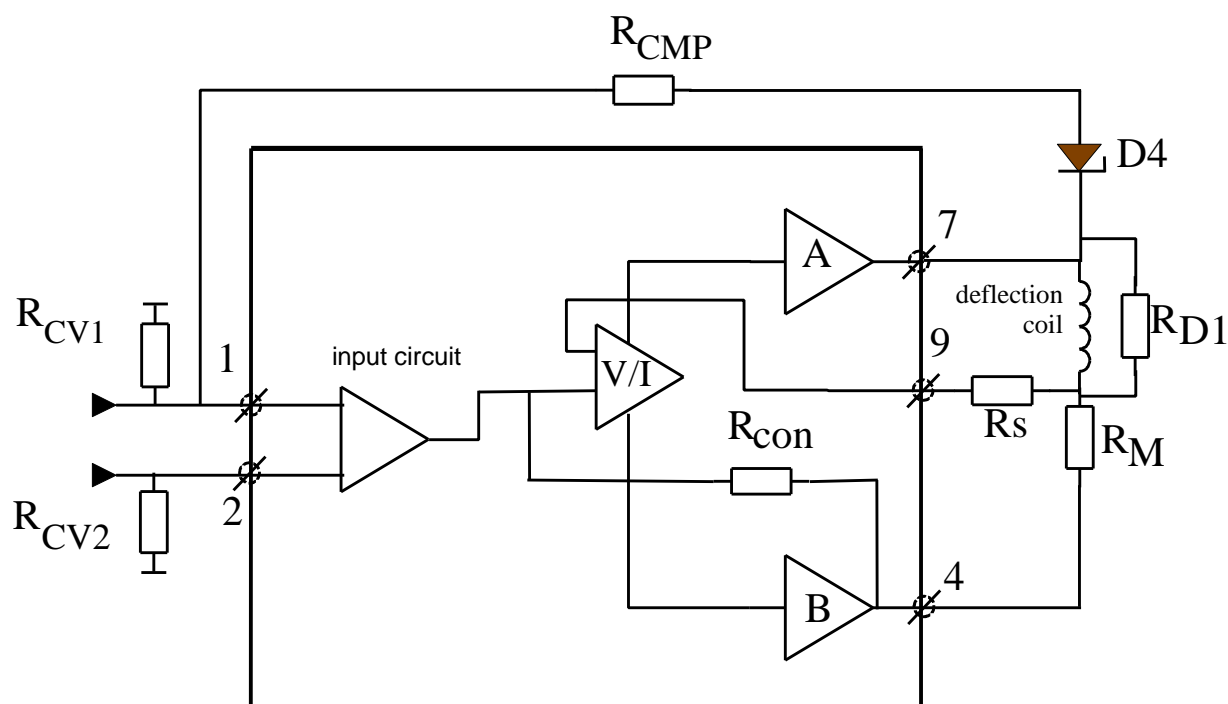 RCMP
D4
7
A
deflection
coil
RD1
RCV1
1
input circuit
V/I
9
Rs
Rcon
RM
2
RCV2
4
B